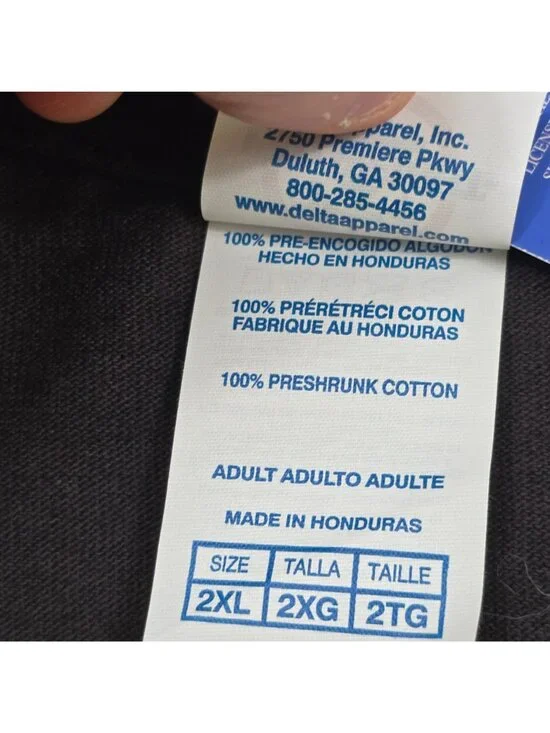 Apparel, Inc.
2750 Premiere Pkwy
Duluth, GA 30097
800-285-4456
www.deltaapparel.com
100% PRE-ENCOGIDO ALGODON
HECHO EN HONDURAS
100% PRÉRÉTRÉCI COTON
FABRIQUE AU HONDURAS
100% PRESHRUNK COTTON
ADULT ADULTO ADULTE
MADE IN HONDURAS
SIZE TALLA TAILLE
2XL 2XG 2TG